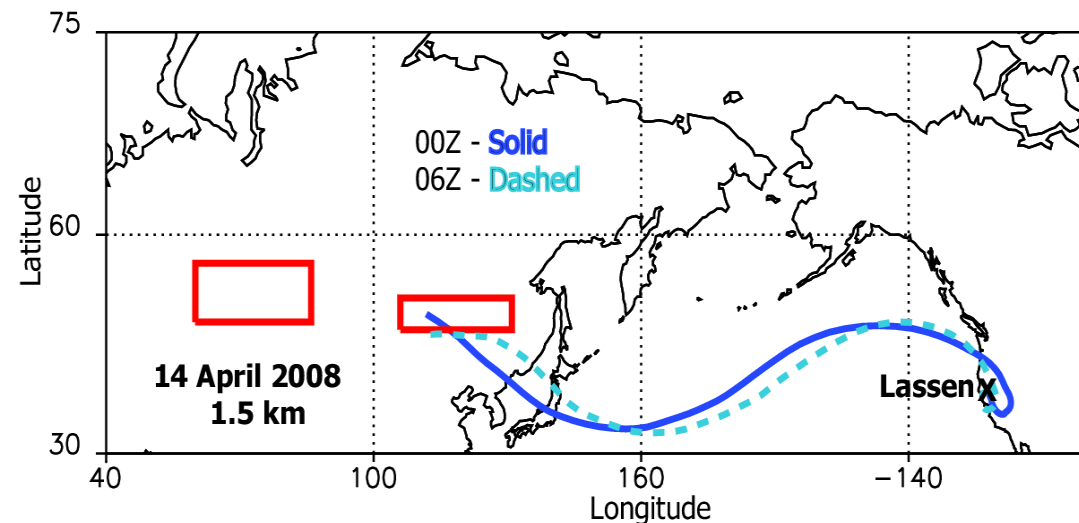 75
00Z - Solid
06Z - Dashed
60
Latitude
14 April 2008
1.5 km
Lassen X
30
40 100 160 −140
Longitude